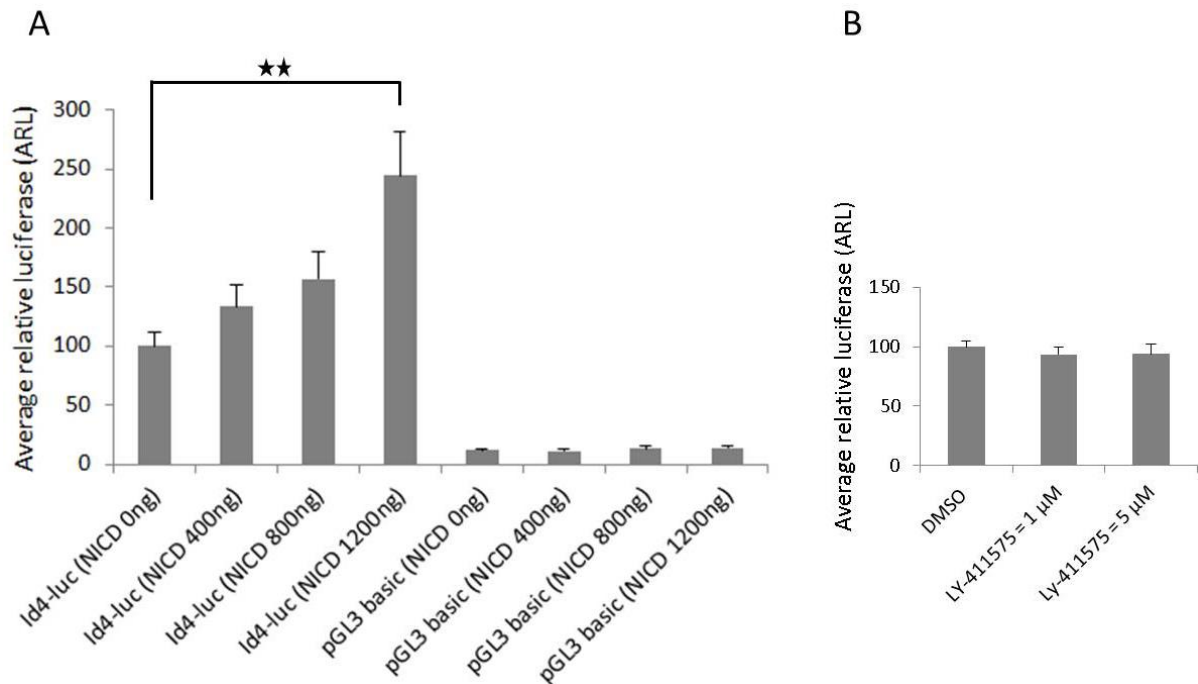 A
★★
Average relative luciferase (ARL)
300
250
200
150
100
50
0
Id4-luc (NICD 0ng)
Id4-luc (NICD 400ng)
Id4-luc (NICD 800ng)
Id4-luc (NICD 1200ng)
pGL3 basic (NICD 0ng)
pGL3 basic (NICD 400ng)
pGL3 basic (NICD 800ng)
pGL3 basic (NICD 1200ng)
B
Average relative luciferase (ARL)
150
100
50
0
DMSO
LY-411575 = 1 μM
Ly-411575 = 5 μM